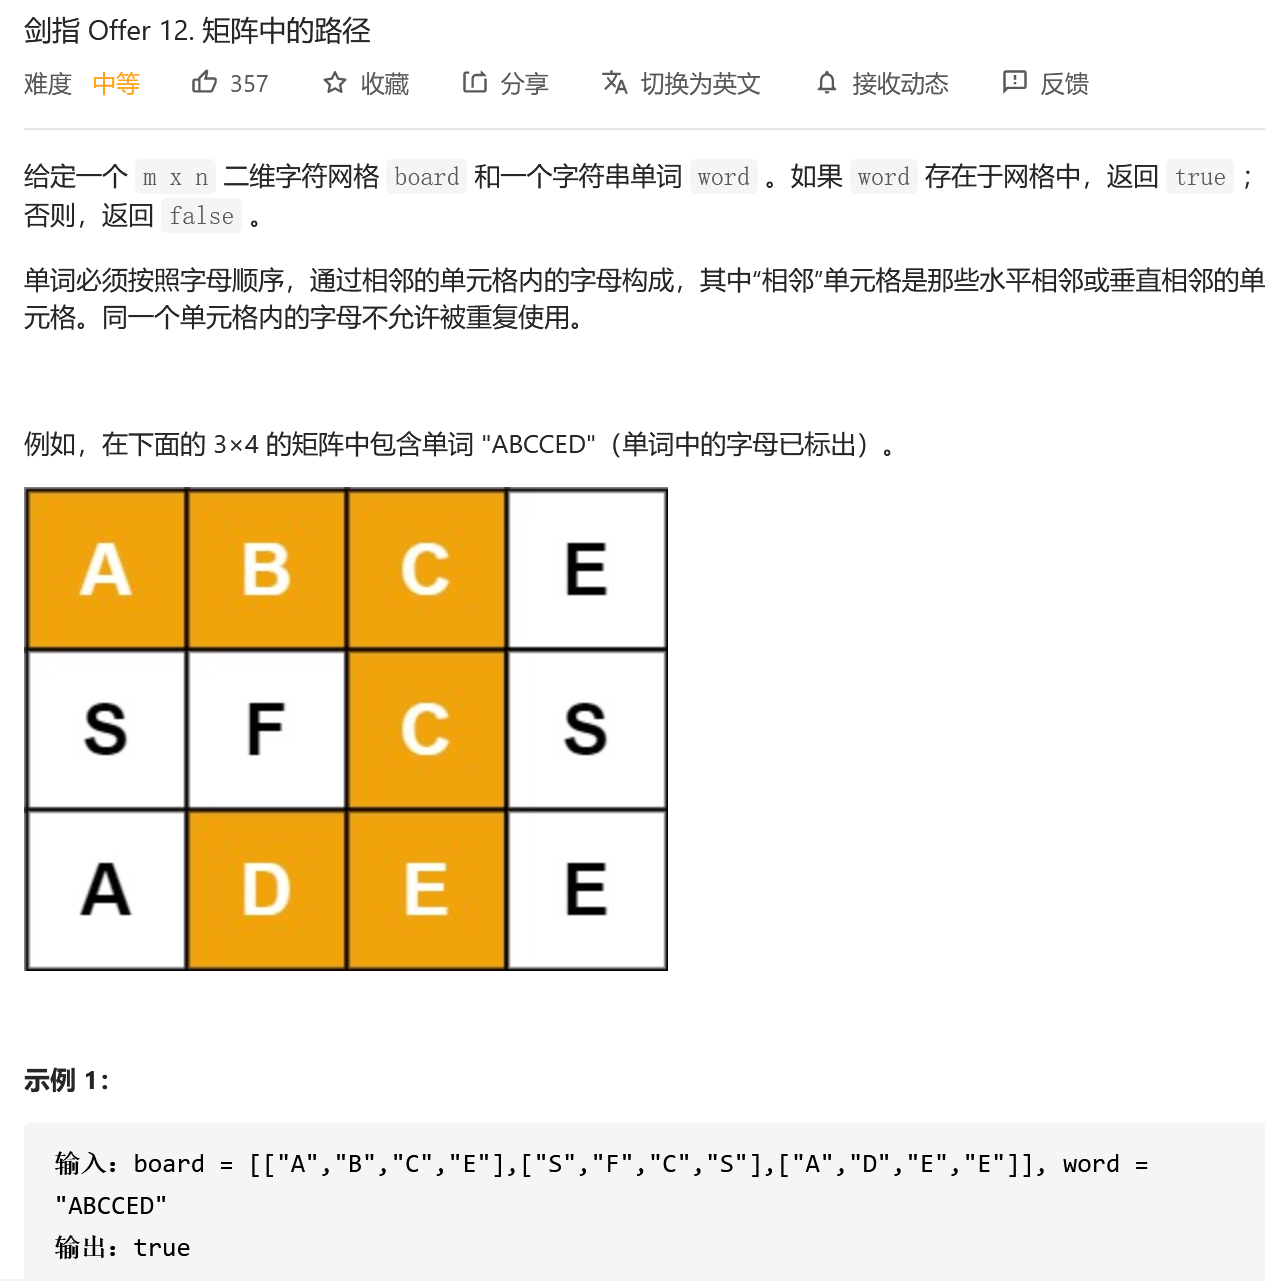 剑指 Offer 12. 矩阵中的路径
难度 中等 357 收藏 分享 切换为英文 接收动态 反馈
给定一个 m x n 二维字符网格 board 和一个字符串单词 word 。如果 word 存在于网格中，返回 true ；
否则，返回 false 。
单词必须按照字母顺序，通过相邻的单元格内的字母构成，其中“相邻”单元格是那些水平相邻或垂直相邻的单
元格。同一个单元格内的字母不允许被重复使用。
例如，在下面的 3×4 的矩阵中包含单词 "ABCCED"（单词中的字母已标出）。
A B C E
S F C S
A D E E
示例 1：
输入：board = [["A","B","C","E"],["S","F","C","S"],["A","D","E","E"]], word =
"ABCCED"
输出：true